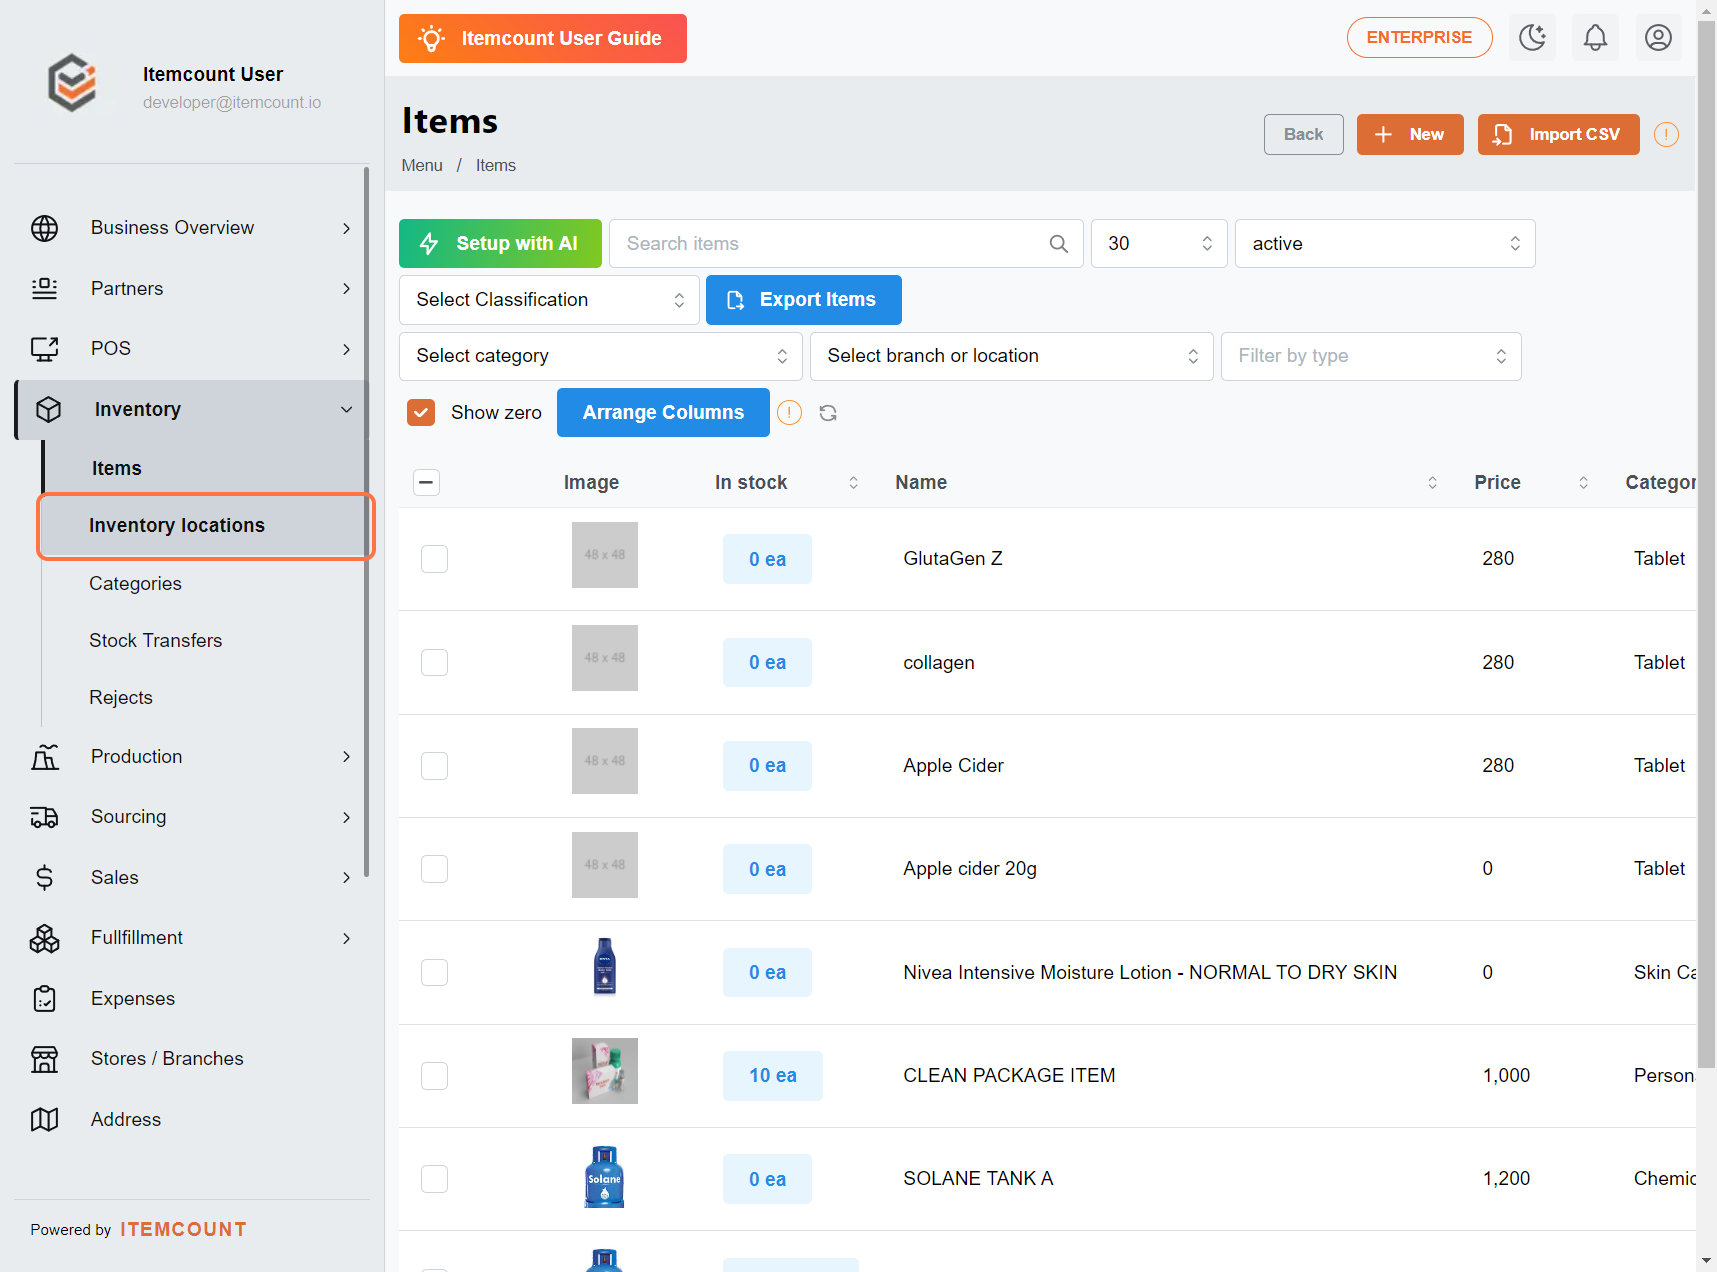 Itemcount User
developer@itemcount.io
Business Overview
Partners
POS
Inventory
Items
Inventory locations
Categories
Stock Transfers
Rejects
Production
Sourcing
Sales
Fullfillment
Expenses
Stores / Branches
Address
Powered by ITEMCOUNT
Itemcount User Guide
ENTERPRISE
Items
Menu / Items
Back
New
Import CSV
Setup with AI
Search items
30
active
Select Classification
Export Items
Select category
Select branch or location
Filter by type
Show zero
Arrange Columns
Image In stock Name Price Categor
48 x 48 0 ea GlutaGen Z 280 Tablet
48 x 48 0 ea collagen 280 Tablet
48 x 48 0 ea Apple Cider 280 Tablet
48 x 48 0 ea Apple cider 20g 0 Tablet
NIVEA 0 ea Nivea Intensive Moisture Lotion - NORMAL TO DRY SKIN 0 Skin Ca
10 ea CLEAN PACKAGE ITEM 1,000 Person
Solane 0 ea SOLANE TANK A 1,200 Chemic